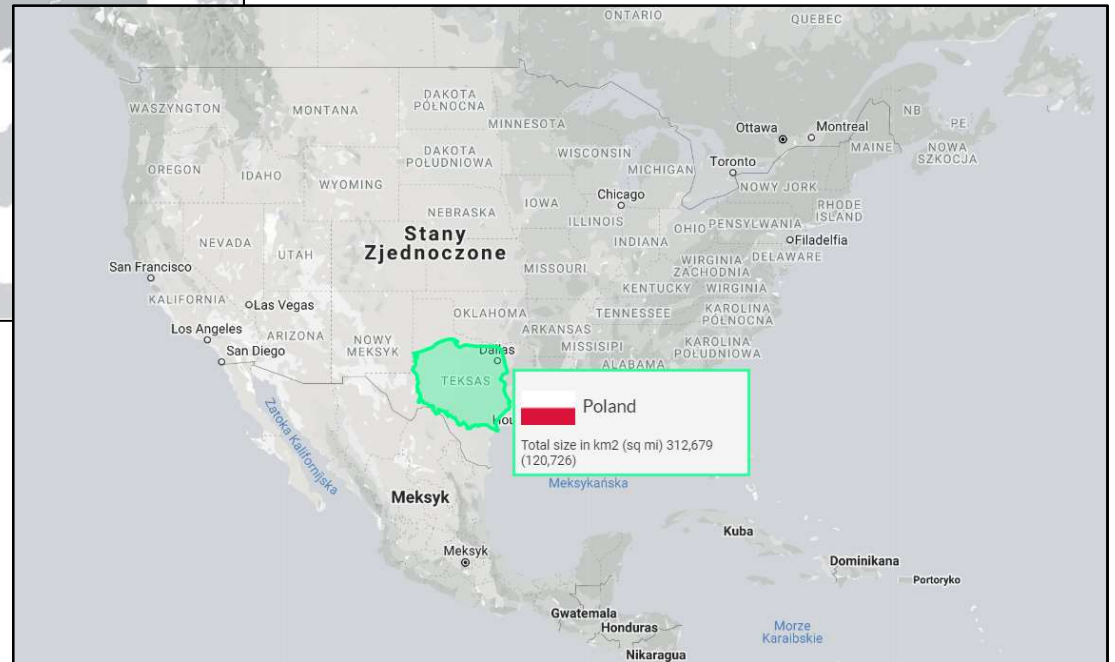 ONTARIO
QUEBEC
WASZYNGTON
MONTANA
DAKOTA
PÓŁNOCNA
MINNESOTA
Ottawa
Montreal
NB
PE
MAINE
NOWA
SZKOCJA
OREGON
IDAHO
WYOMING
DAKOTA
POŁUDNIOWA
WISCONSIN
MICHIGAN
Toronto
NOWY JORK
Chicago
IOWA
NEBRASKA
ILLINOIS
INDIANA
OHIO
PENSYLWANIA
RHODE
ISLAND
Filadelfia
NEVADA
UTAH
Stany
Zjednoczone
MISSOURI
WIRGINIA
ZACHODNIA
DELAWARE
San Francisco
KALIFORNIA
Las Vegas
KENTUCKY
WIRGINIA
OKLAHOMA
TENNESSEE
KAROLINA
PÓŁNOCNA
Los Angeles
ARIZONA
NOWY
MEKSYK
ARKANSAS
MISSISIPI
KAROLINA
POŁUDNIOWA
San Diego
Dallas
ALABAMA
TEKSAS
Hou
Poland
Total size in km2 (sq mi) 312,679
(120,726)
Zatoka Kalifornijska
Meksykańska
Meksyk
Meksyk
Kuba
Dominikana
Portoryko
Gwatemala
Honduras
Nikaragua
Morze
Karaibskie